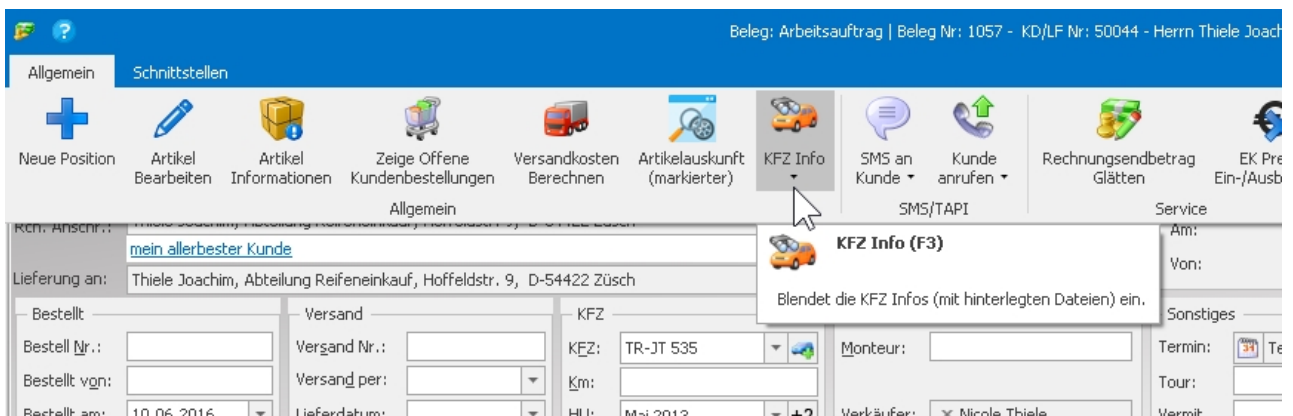 Beleg: Arbeitsauftrag | Beleg Nr: 1057 - KD/LF Nr: 50044 - Herrn Thiele Joach
Allgemein Schnittstellen
Neue Position
Artikel Bearbeiten
Artikel Informationen
Zeige Offene Kundenbestellungen
Versandkosten Berechnen
Artikelauskunft (markierter)
KFZ Info
SMS an Kunde
Kunde anrufen
Rechnungsendbetrag Glätten
EK Pre
Ein-/Ausb
Allgemein SMS/TAPI Service
Rch. Anschr.:
mein allerbester Kunde
Lieferung an: Thiele Joachim, Abteilung Reifeneinkauf, Hoffeldstr. 9, D-54422 Züsch
KFZ Info (F3)
Blendet die KFZ Infos (mit hinterlegten Dateien) ein.
Am:
Von:
Bestellt Versand KFZ Sonstiges
Bestell Nr.: Versand Nr.: KFZ: TR-JT 535 Monteur: Termin: 31 Te
Bestellt von: Versand per: Km: Tour:
Bestellt am: 10.06.2016 Lieferdatum: HU: Mai 2013 +2 Verkäufer: Nicole Thiele Vermit